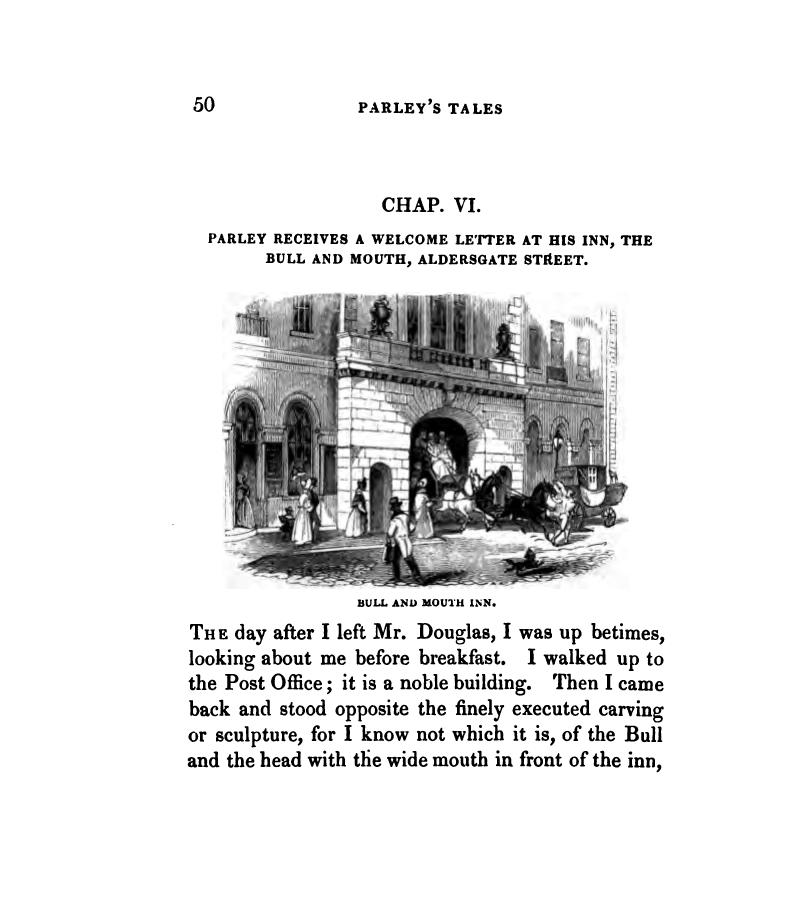 50
PARLEY'S TALES
CHAP. VI.
PARLEY RECEIVES A WELCOME LETTER AT HIS INN, THE
BULL AND MOUTH, ALDERSGATE STREET.
BULL AND MOUTH INN.
THE day after I left Mr. Douglas, I was up betimes,
looking about me before breakfast. I walked up to
the Post Office; it is a noble building. Then I came
back and stood opposite the finely executed carving
or sculpture, for I know not which it is, of the Bull
and the head with the wide mouth in front of the inn,